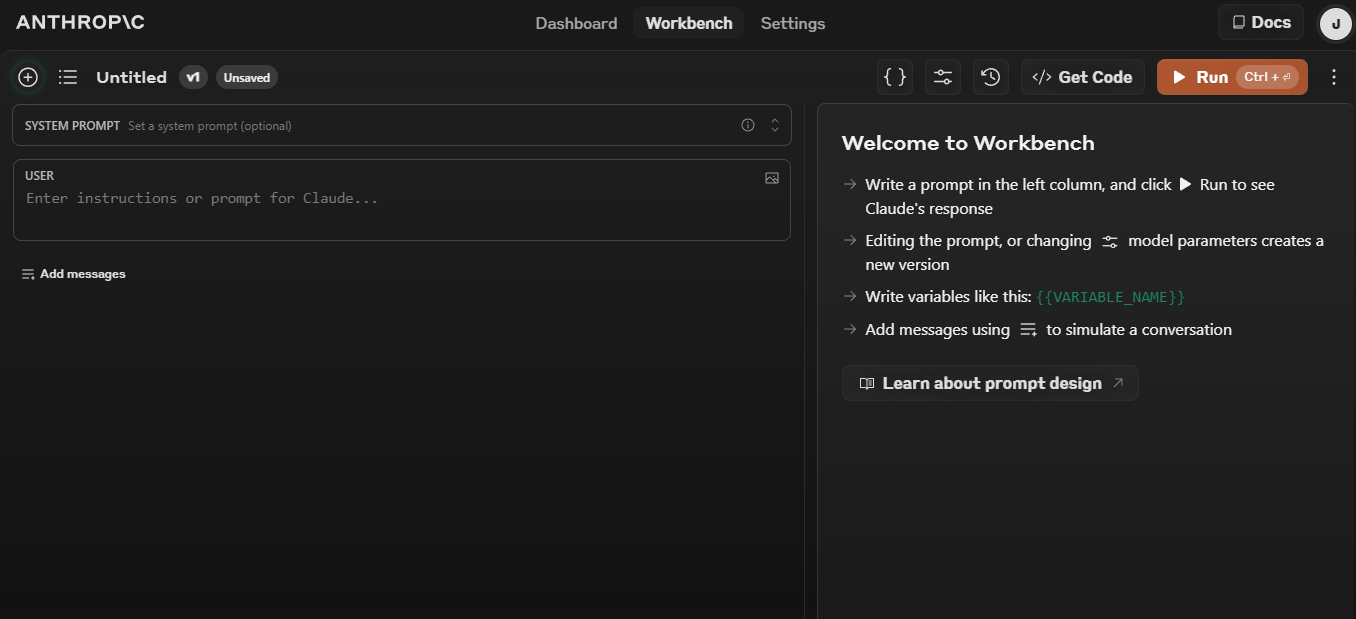 ANTHROP\C
Dashboard
Workbench
Settings
Docs
J
Untitled
v1
Unsaved
{ }
</> Get Code
Run
Ctrl + ⏎
SYSTEM PROMPT Set a system prompt (optional)
USER
Enter instructions or prompt for Claude...
Add messages
Welcome to Workbench
→ Write a prompt in the left column, and click ▶ Run to see
Claude's response
→ Editing the prompt, or changing model parameters creates a
new version
→ Write variables like this: {{VARIABLE_NAME}}
→ Add messages using to simulate a conversation
Learn about prompt design ↗